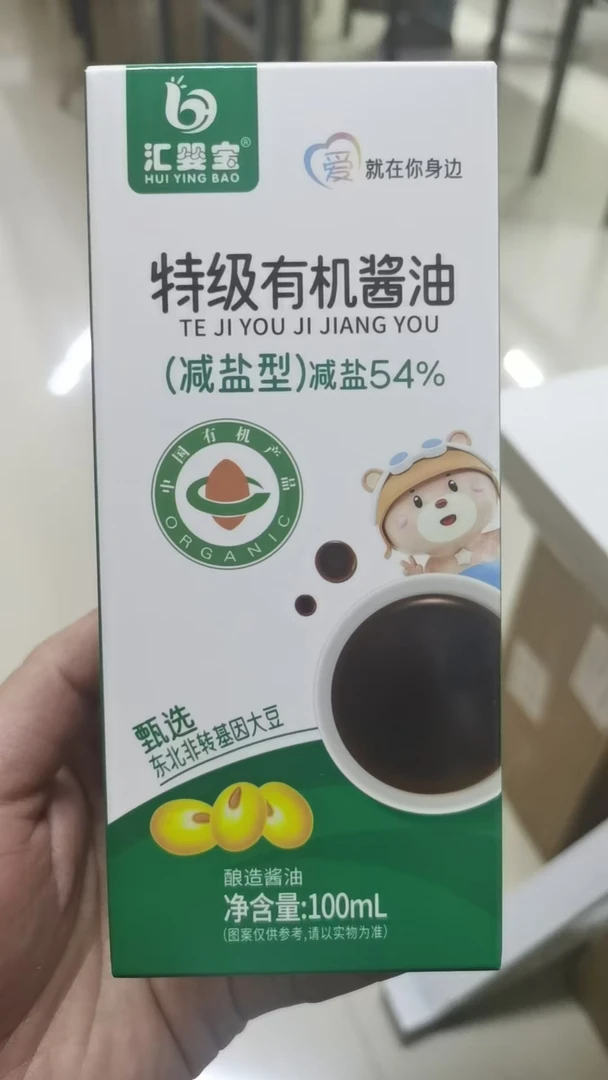 汇婴宝®
HUI YING BAO
爱 就在你身边
特级有机酱油
TE JI YOU JI JIANG YOU
(减盐型)减盐54%
中国有机产品
ORGANIC
甄选
东北非转基因大豆
酿造酱油
净含量:100mL
(图案仅供参考,请以实物为准)